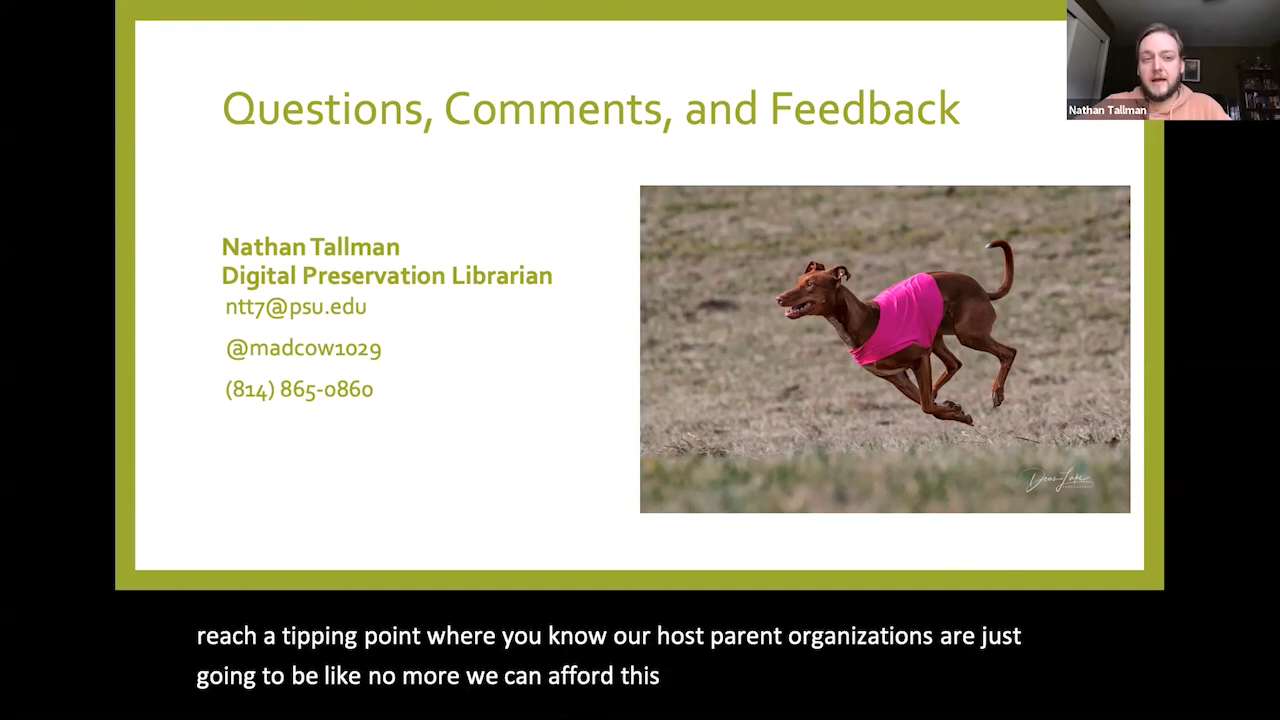 Questions, Comments, and Feedback
Nathan Tallman
Nathan Tallman
Digital Preservation Librarian
ntt7@psu.edu
@madcow1029
(814) 865-0860
reach a tipping point where you know our host parent organizations are just
going to be like no more we can afford this